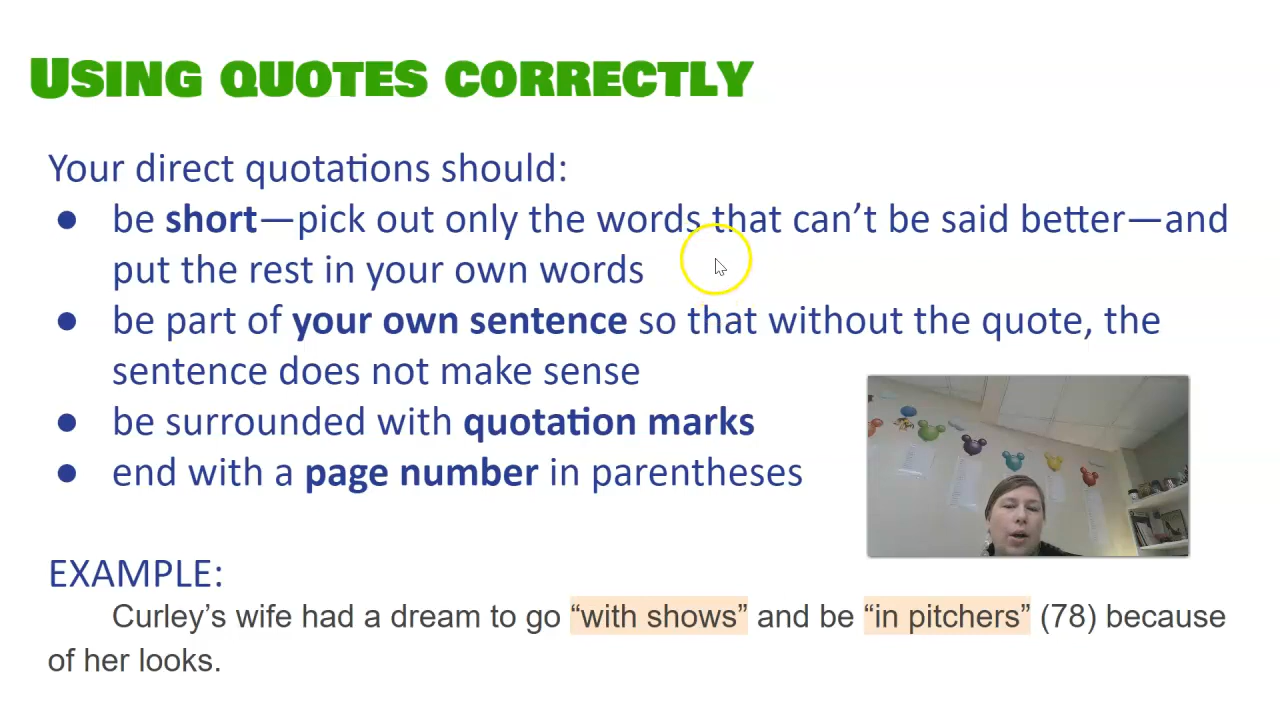 USING QUOTES CORRECTLY
Your direct quotations should:
● be short—pick out only the words that can’t be said better—and
put the rest in your own words
● be part of your own sentence so that without the quote, the
sentence does not make sense
● be surrounded with quotation marks
● end with a page number in parentheses
EXAMPLE:
Curley’s wife had a dream to go “with shows” and be “in pitchers” (78) because
of her looks.